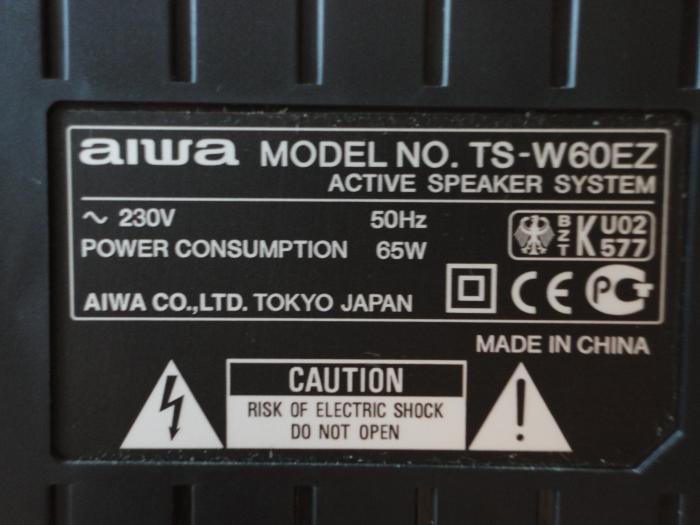 aiwa MODEL NO. TS-W60EZ
ACTIVE SPEAKER SYSTEM
~ 230V 50Hz
POWER CONSUMPTION 65W
BZT K U02 577
AIWA CO.,LTD. TOKYO JAPAN
CE PCT
MADE IN CHINA
CAUTION
RISK OF ELECTRIC SHOCK
DO NOT OPEN